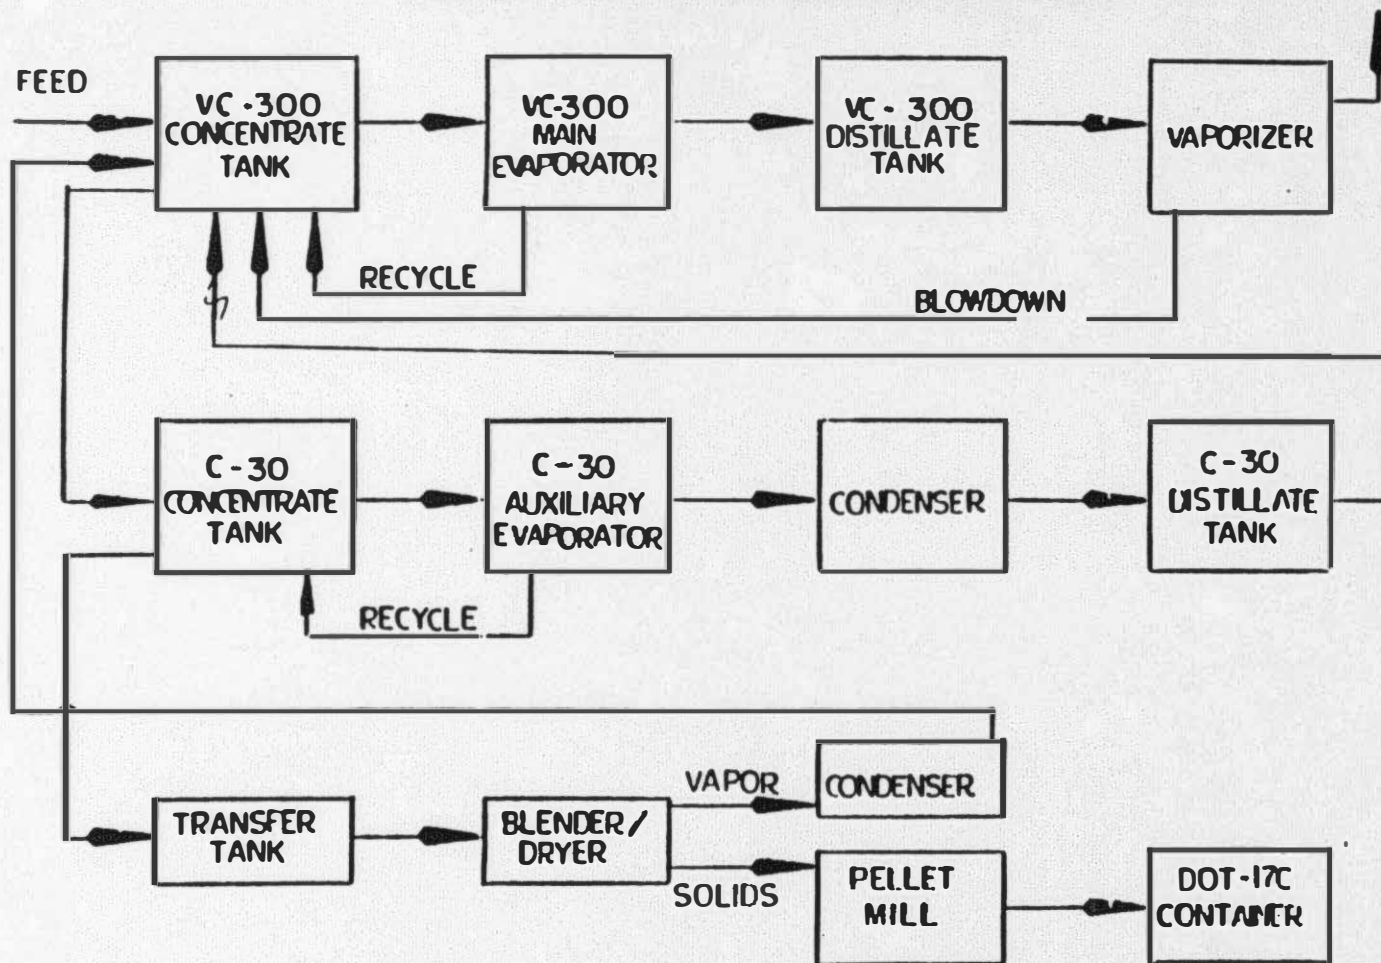 FEED
VC-300
CONCENTRATE
TANK
VC-300
MAIN
EVAPORATOR
VC-300
DISTILLATE
TANK
VAPORIZER
RECYCLE
BLOWDOWN
C-30
CONCENTRATE
TANK
C-30
AUXILIARY
EVAPORATOR
CONDENSER
C-30
DISTILLATE
TANK
RECYCLE
TRANSFER
TANK
BLENDER/
DRYER
VAPOR
SOLIDS
CONDENSER
PELLET
MILL
DOT-17C
CONTAINER